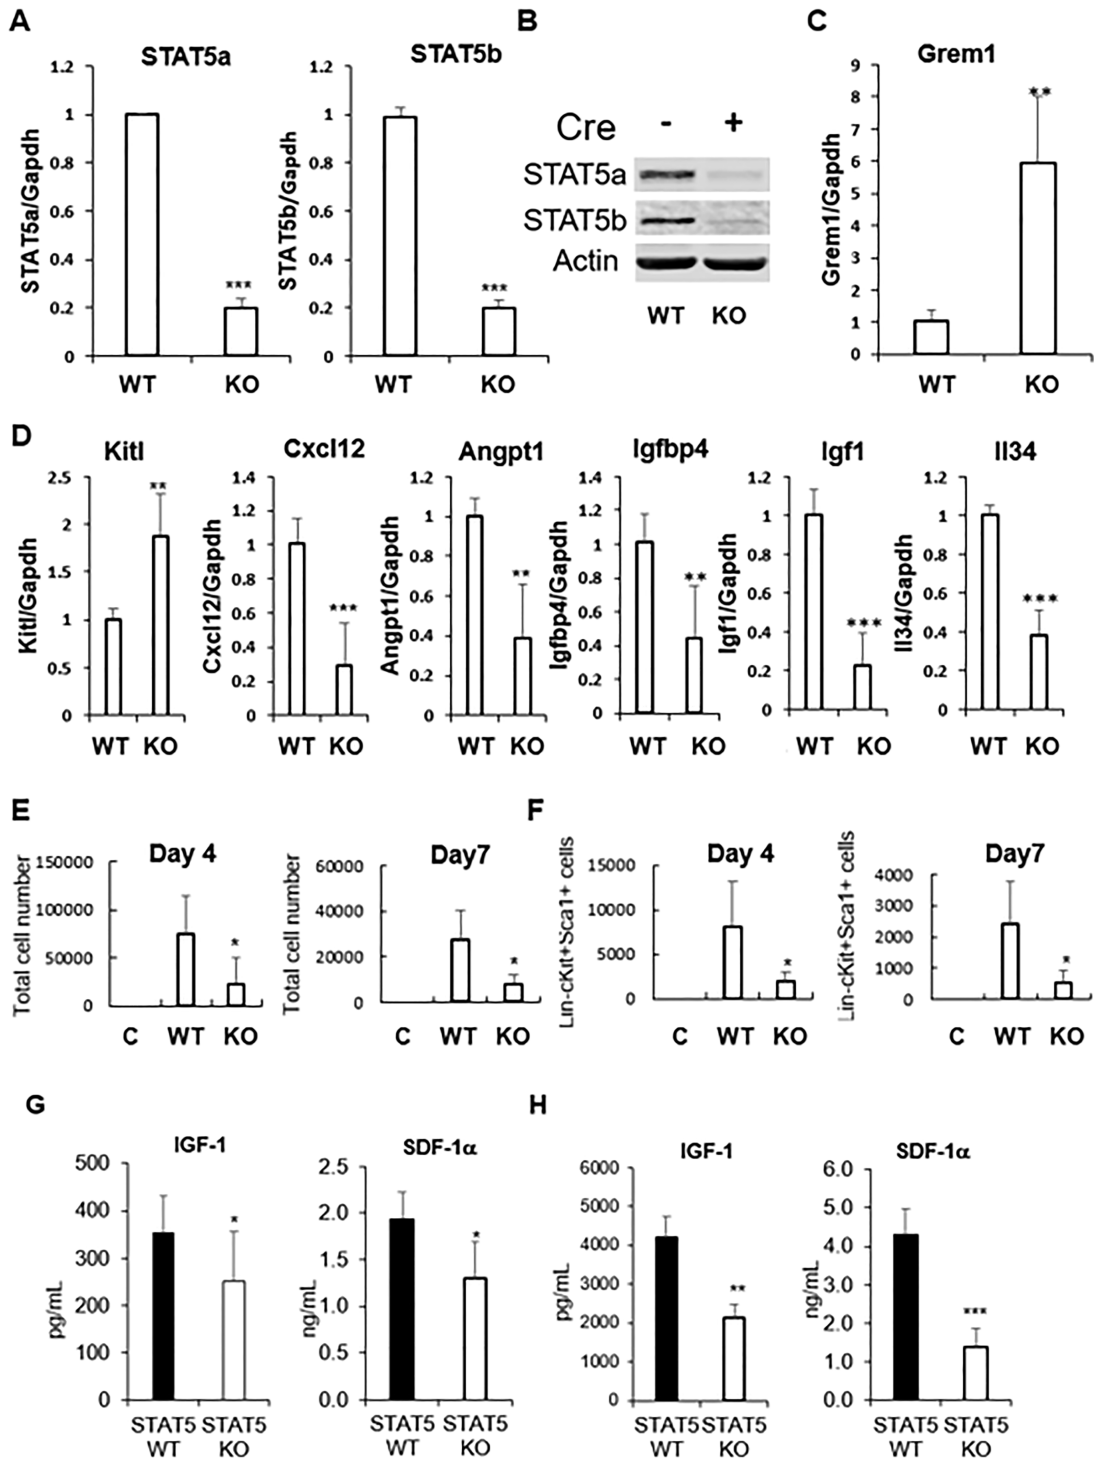 A
STAT5a
STAT5a/Gapdh
1.2
1
0.8
0.6
0.4
0.2
0
***
WT KO
STAT5b
STAT5b/Gapdh
1.2
1
0.8
0.6
0.4
0.2
0
***
WT KO
B
Cre - +
STAT5a
STAT5b
Actin
WT KO
C
Grem1
Grem1/Gapdh
9
8
7
6
5
4
3
2
1
0
**
WT KO
D
Kitl
Kitl/Gapdh
2.5
2
1.5
1
0.5
0
**
WT KO
Cxcl12
Cxcl12/Gapdh
1.4
1.2
1
0.8
0.6
0.4
0.2
0
***
WT KO
Angpt1
Angpt1/Gapdh
1.2
1
0.8
0.6
0.4
0.2
0
**
WT KO
Igfbp4
Igfbp4/Gapdh
1.4
1.2
1
0.8
0.6
0.4
0.2
0
**
WT KO
Igf1
Igf1/Gapdh
1.2
1
0.8
0.6
0.4
0.2
0
***
WT KO
Il34
Il34/Gapdh
1.2
1
0.8
0.6
0.4
0.2
0
***
WT KO
E
Day 4
Total cell number
150000
100000
50000
0
*
C WT KO
Day7
Total cell number
60000
40000
20000
0
*
C WT KO
F
Day 4
Lin-cKit+Sca1+ cells
15000
10000
5000
0
*
C WT KO
Day7
Lin-cKit+Sca1+ cells
4000
3000
2000
1000
0
*
C WT KO
G
IGF-1
pg/mL
500
400
300
200
100
0
*
STAT5 STAT5
WT KO
SDF-1α
ng/mL
2.5
2.0
1.5
1.0
0.5
0.0
*
STAT5 STAT5
WT KO
H
IGF-1
pg/mL
6000
5000
4000
3000
2000
1000
0
**
STAT5 STAT5
WT KO
SDF-1α
ng/mL
6.0
5.0
4.0
3.0
2.0
1.0
0.0
***
STAT5 STAT5
WT KO